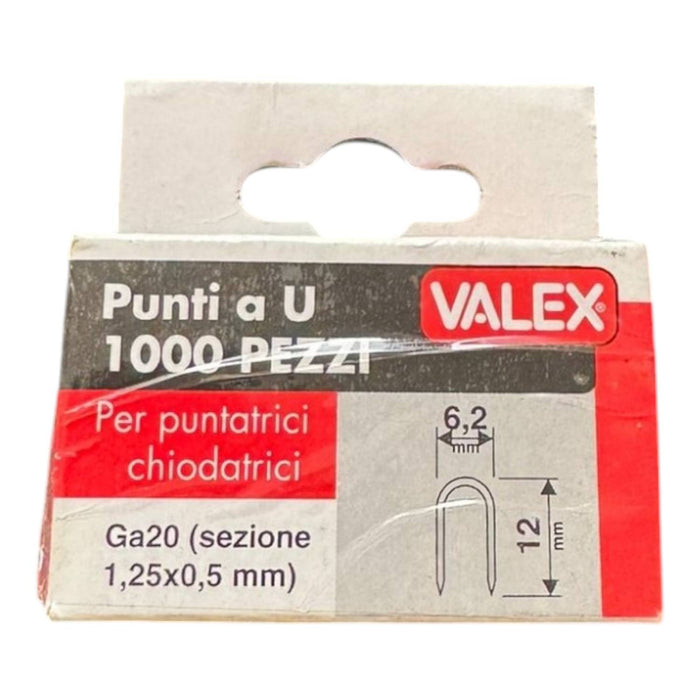 Punti a U
1000 PEZZI
VALEX®
Per puntatrici
chiodatrici
Ga20 (sezione
1,25x0,5 mm)
6,2
mm
12
mm